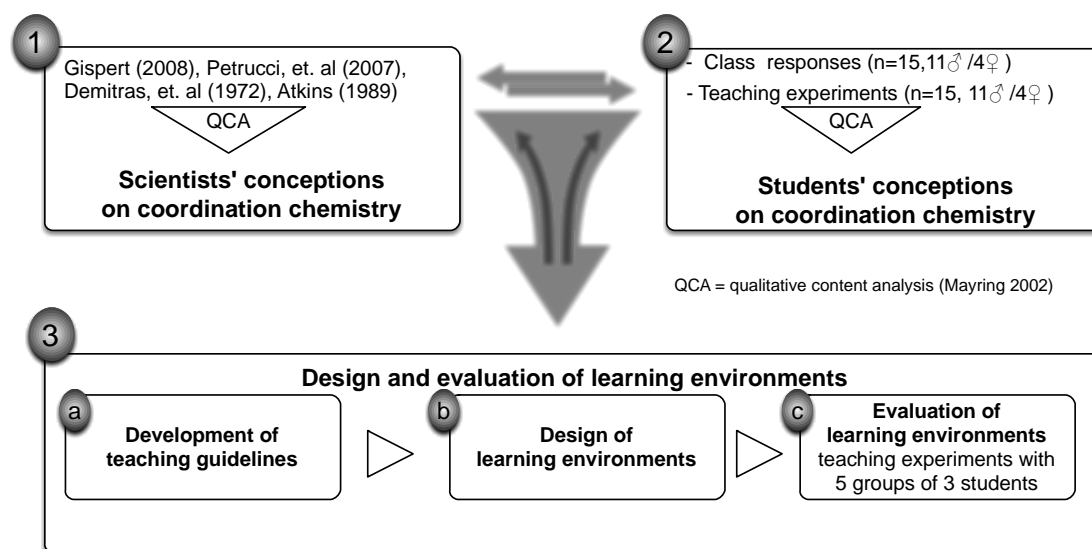 1
Gispert (2008), Petrucci, et. al (2007),
Demitras, et. al (1972), Atkins (1989)
QCA
Scientists' conceptions
on coordination chemistry
2
- Class responses (n=15,11♂ /4♀ )
- Teaching experiments (n=15, 11♂ /4♀ )
QCA
Students' conceptions
on coordination chemistry
QCA = qualitative content analysis (Mayring 2002)
3
Design and evaluation of learning environments
a
Development of
teaching guidelines
b
Design of
learning environments
c
Evaluation of
learning environments
teaching experiments with
5 groups of 3 students